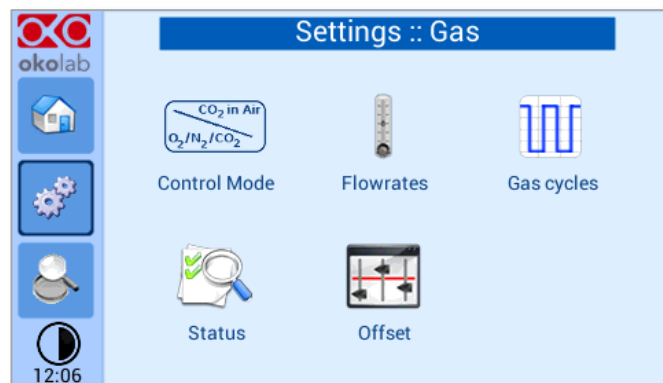 okolab
Settings :: Gas
CO₂ in Air
O₂/N₂/CO₂
Control Mode
Flowrates
Gas cycles
Status
Offset
12:06